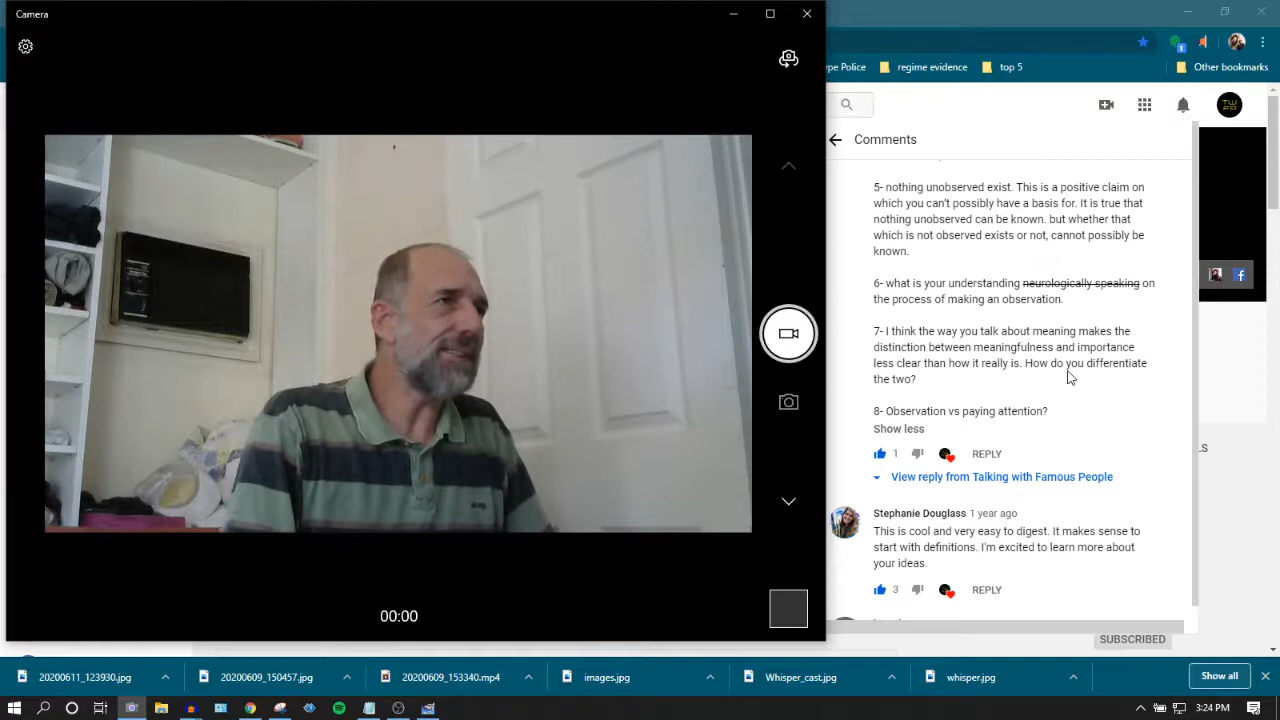 Camera
ype Police
regime evidence
top 5
Other bookmarks
1
TW
FP
Comments
5- nothing unobserved exist. This is a positive claim on
which you can't possibly have a basis for. It is true that
nothing unobserved can be known. but whether that
which is not observed exists or not, cannot possibly be
known.
6- what is your understanding neurologically speaking on
the process of making an observation.
7- I think the way you talk about meaning makes the
distinction between meaningfulness and importance
less clear than how it really is. How do you differentiate
the two?
8- Observation vs paying attention?
Show less
1
REPLY
View reply from Talking with Famous People
Stephanie Douglass 1 year ago
This is cool and very easy to digest. It makes sense to
start with definitions. I'm excited to learn more about
your ideas.
3
REPLY
LS
SUBSCRIBED
00:00
20200611_123930.jpg
20200609_150457.jpg
20200609_153340.mp4
images.jpg
Whisper_cast.jpg
whisper.jpg
Show all
3:24 PM